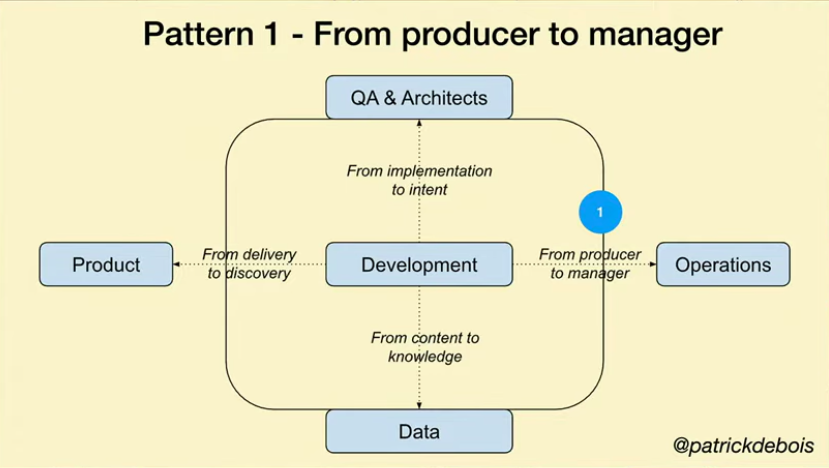 Pattern 1 - From producer to manager
QA & Architects
From implementation
to intent
1
Product
From delivery
to discovery
Development
From producer
to manager
Operations
From content to
knowledge
Data
@patrickdebois